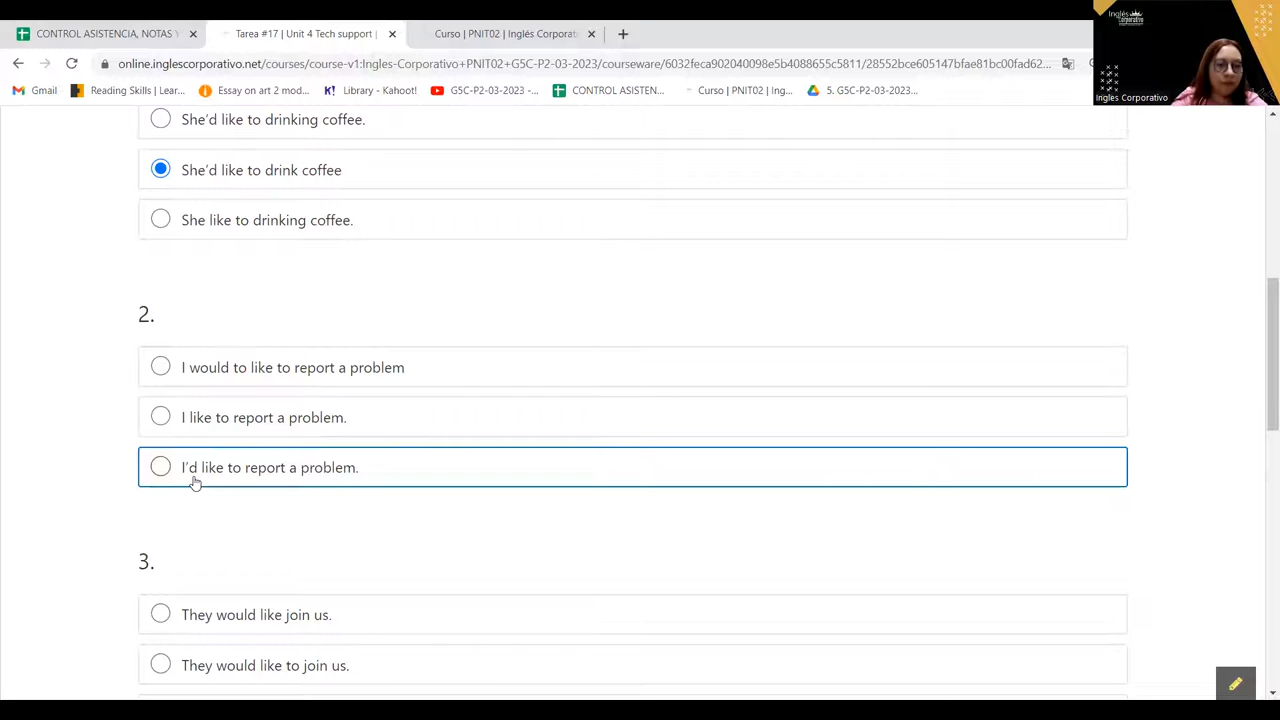 CONTROL ASISTENCIA, NOTAS
Tarea #17 | Unit 4 Tech support |
Curso | PNIT02 | Inglés Corporat
online.inglescorporativo.net/courses/course-v1:Ingles-Corporativo+PNIT02+G5C-P2-03-2023/courseware/6032feca902040098e5b4088655c5811/28552bce605147bfae81bc00fad62...
Gmail
Reading Skills | Lear...
Essay on art 2 mod...
Library - Kahoot!
G5C-P2-03-2023 -...
CONTROL ASISTEN...
Curso | PNIT02 | Ing...
5. G5C-P2-03-2023...
Inglés
Corporativo
Ingles Corporativo
She'd like to drinking coffee.
She'd like to drink coffee
She like to drinking coffee.
2.
I would to like to report a problem
I like to report a problem.
I'd like to report a problem.
3.
They would like join us.
They would like to join us.